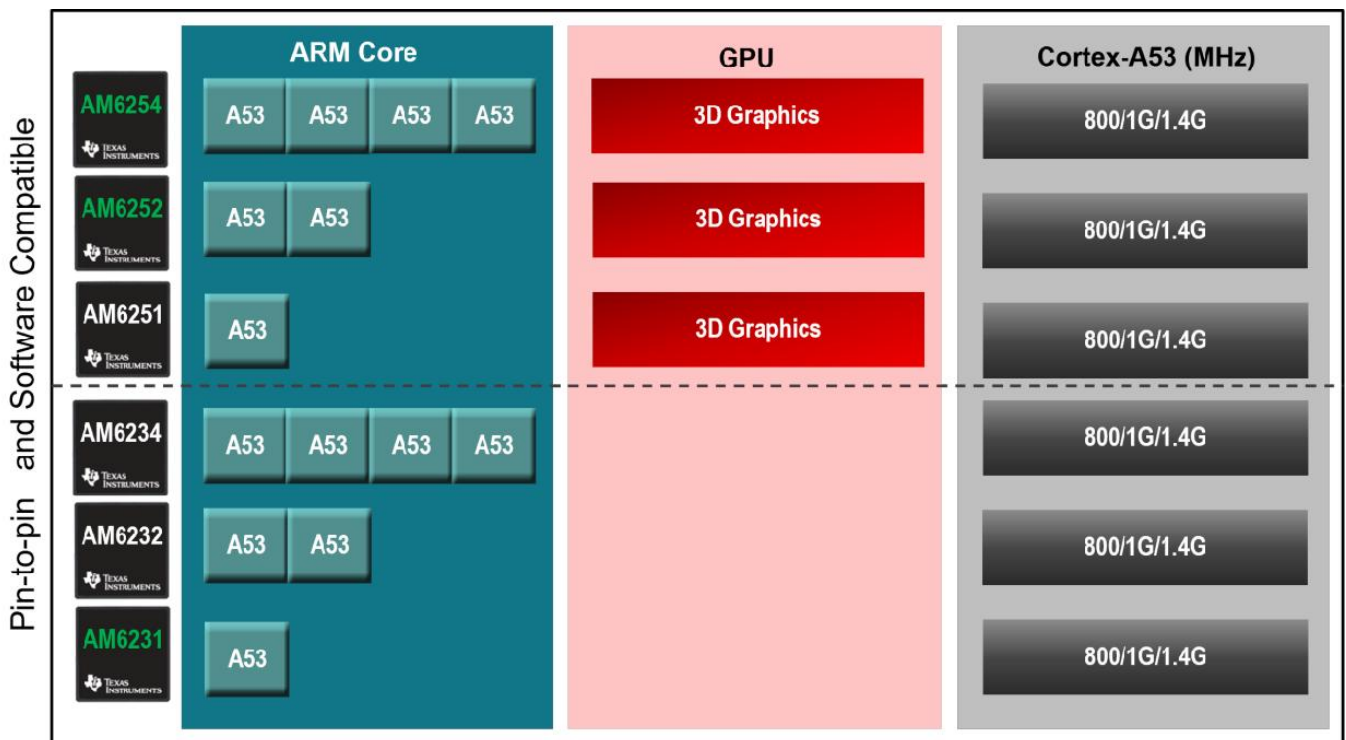 Pin-to-pin and Software Compatible
ARM Core
GPU
Cortex-A53 (MHz)
AM6254
TEXAS
INSTRUMENTS
A53 A53 A53 A53
3D Graphics
800/1G/1.4G
AM6252
TEXAS
INSTRUMENTS
A53 A53
3D Graphics
800/1G/1.4G
AM6251
TEXAS
INSTRUMENTS
A53
3D Graphics
800/1G/1.4G
AM6234
TEXAS
INSTRUMENTS
A53 A53 A53 A53
800/1G/1.4G
AM6232
TEXAS
INSTRUMENTS
A53 A53
800/1G/1.4G
AM6231
TEXAS
INSTRUMENTS
A53
800/1G/1.4G